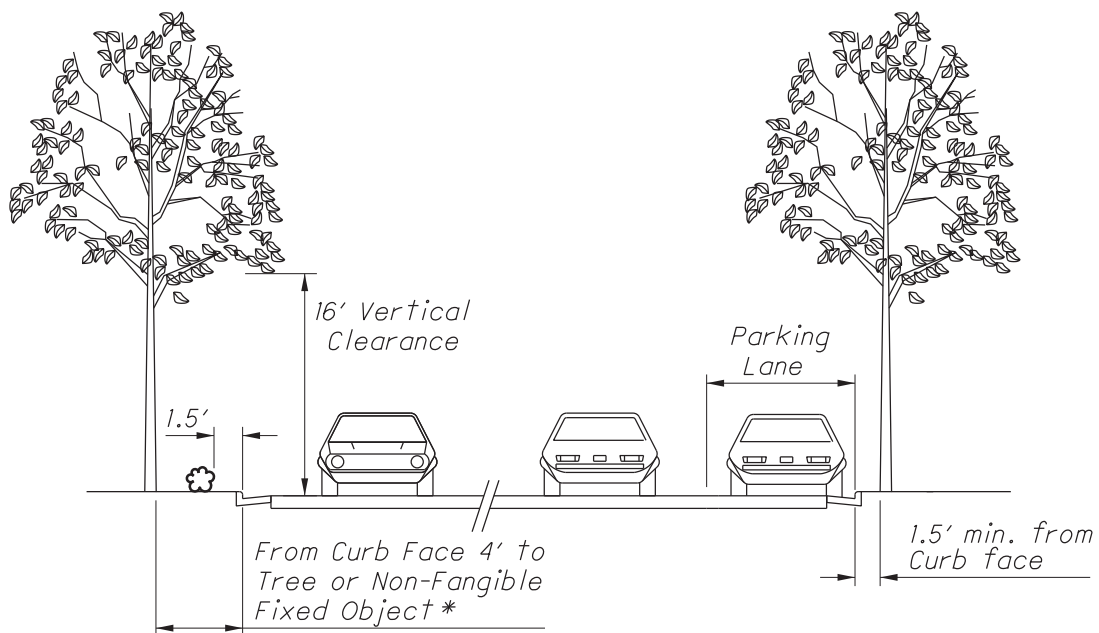 16' Vertical
Clearance
Parking
Lane
1.5'
From Curb Face 4' to
Tree or Non-Fangible
Fixed Object *
1.5' min. from
Curb face